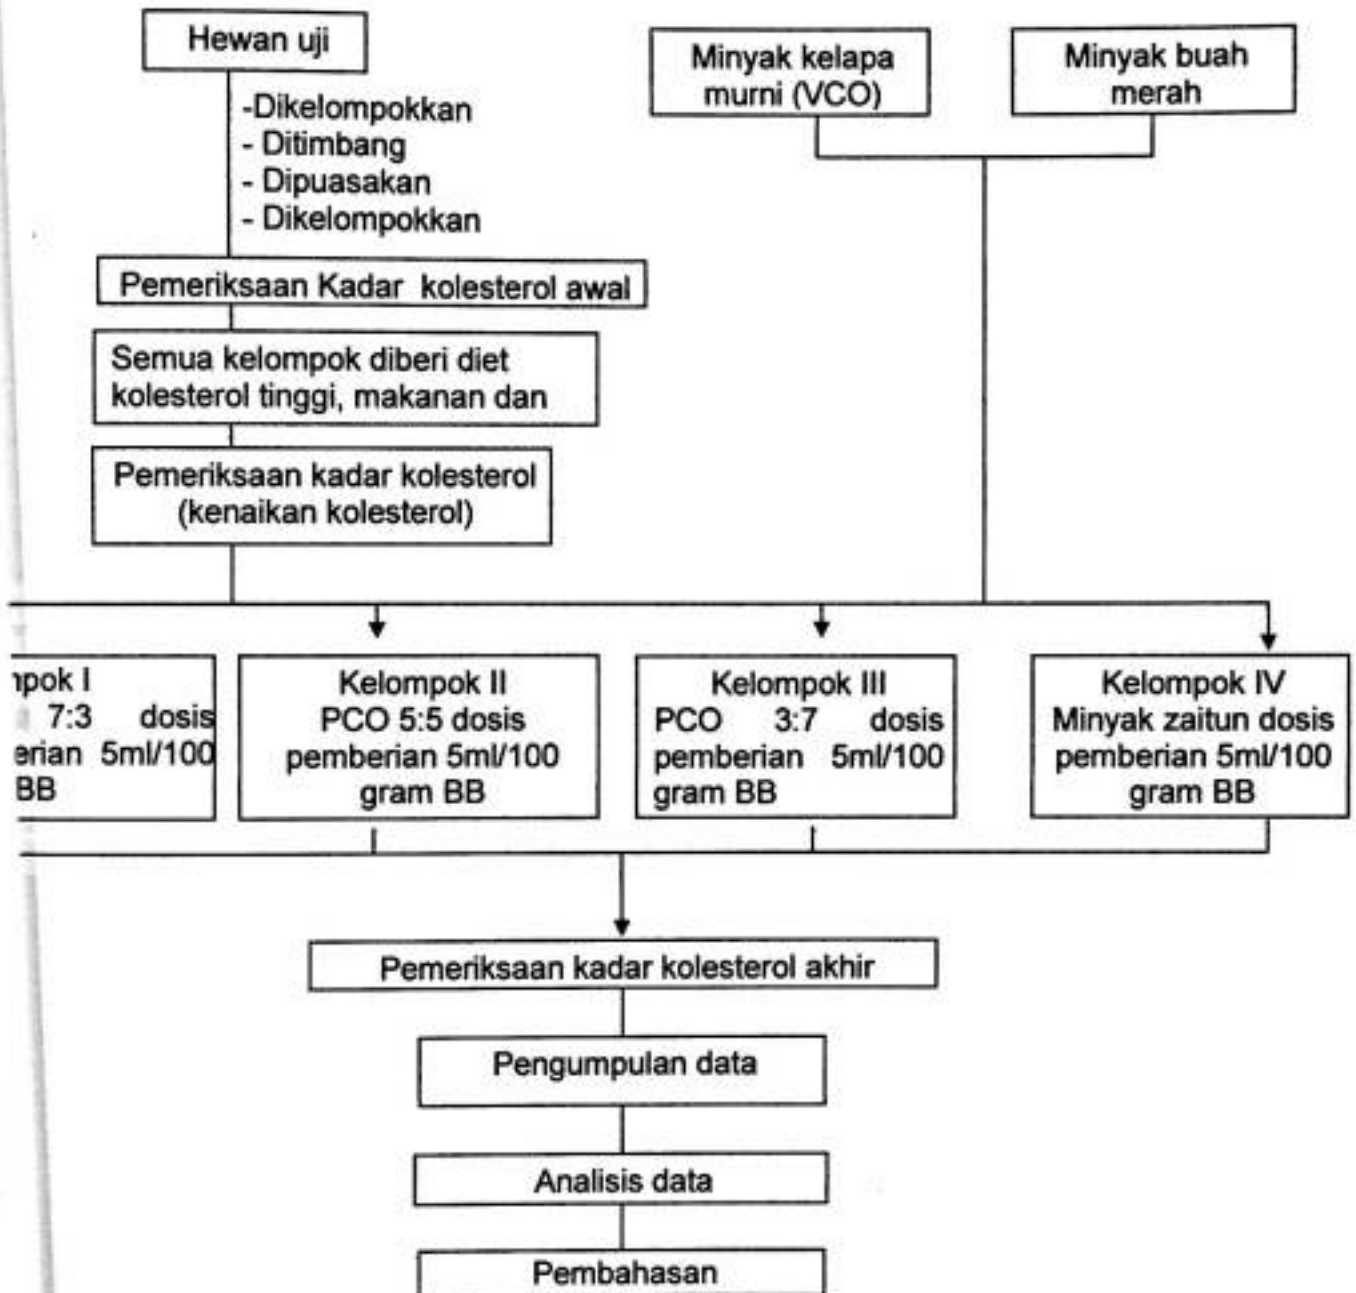 Hewan uji
-Dikelompokkan
- Ditimbang
- Dipuasakan
- Dikelompokkan
Minyak kelapa
murni (VCO)
Minyak buah
merah
Pemeriksaan Kadar kolesterol awal
Semua kelompok diberi diet
kolesterol tinggi, makanan dan
Pemeriksaan kadar kolesterol
(kenaikan kolesterol)
I
7:3 dosis
5ml/100
BB
Kelompok II
PCO 5:5 dosis
pemberian 5ml/100
gram BB
Kelompok III
PCO 3:7 dosis
pemberian 5ml/100
gram BB
Kelompok IV
Minyak zaitun dosis
pemberian 5ml/100
gram BB
Pemeriksaan kadar kolesterol akhir
Pengumpulan data
Analisis data
Pembahasan